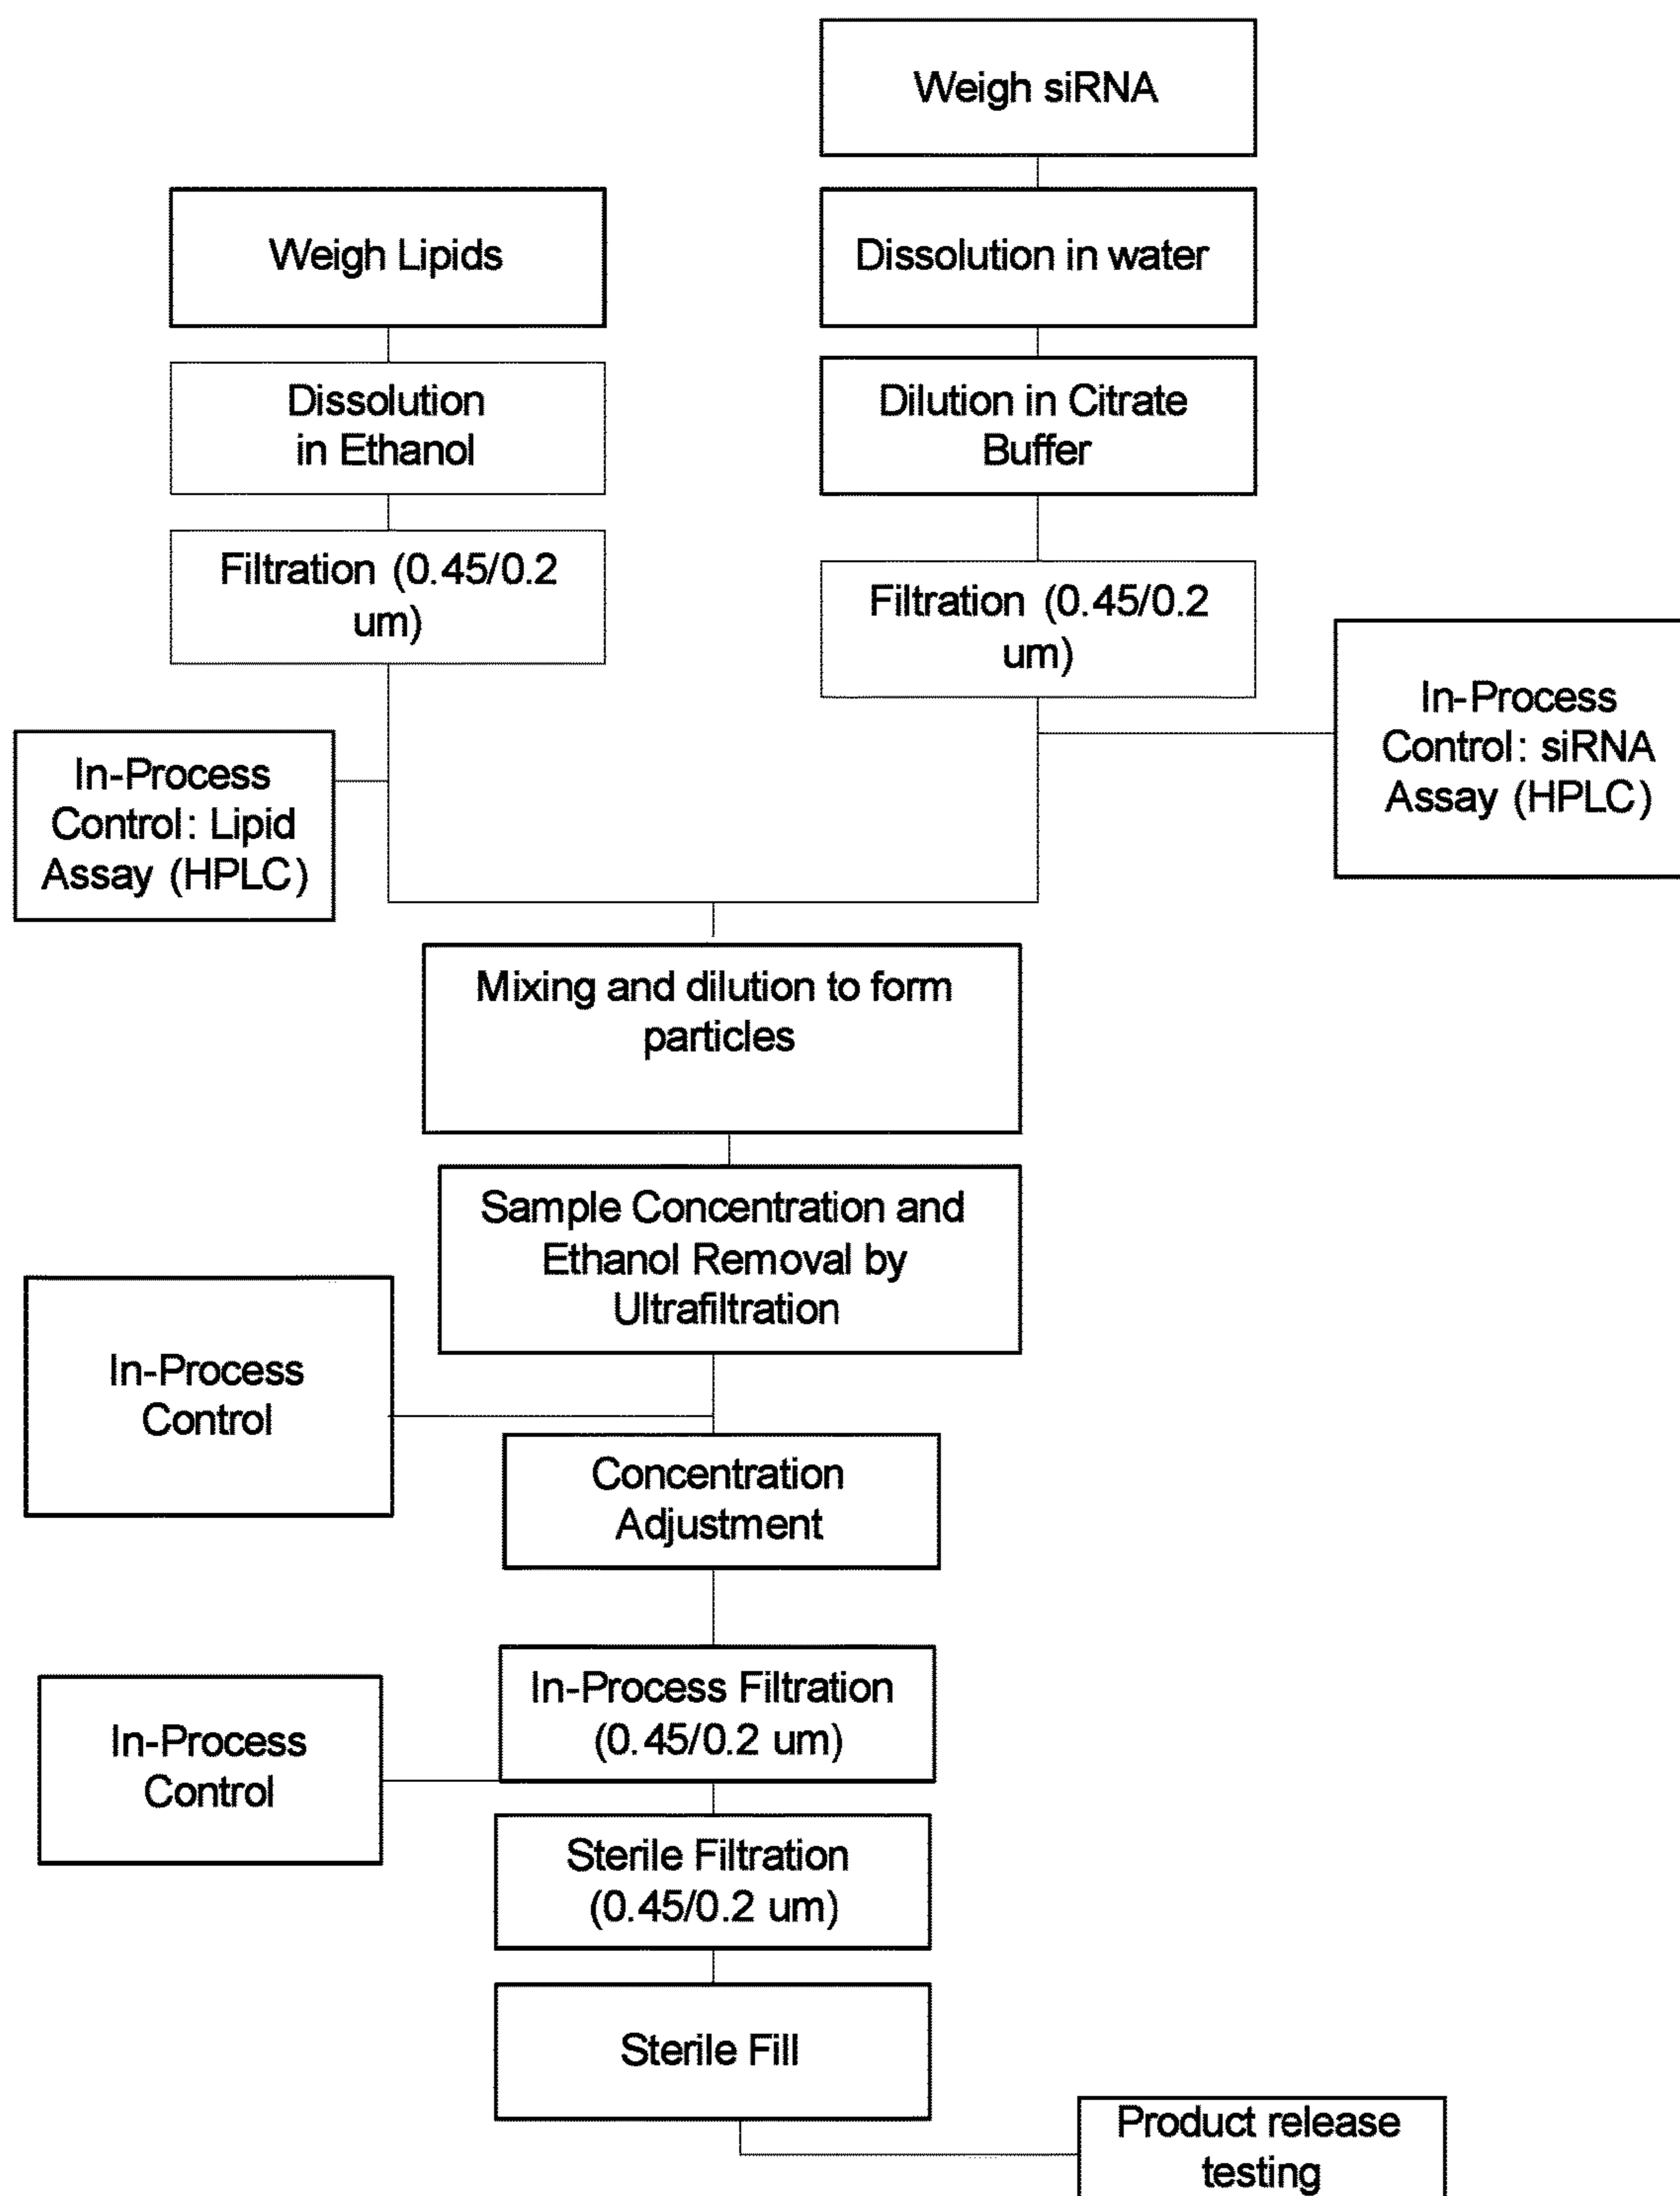 Weigh siRNA
Weigh Lipids
Dissolution in water
Dissolution
in Ethanol
Dilution in Citrate
Buffer
Filtration (0.45/0.2
um)
Filtration (0.45/0.2
um)
In-Process
Control: Lipid
Assay (HPLC)
In-Process
Control: siRNA
Assay (HPLC)
Mixing and dilution to form
particles
Sample Concentration and
Ethanol Removal by
Ultrafiltration
In-Process
Control
Concentration
Adjustment
In-Process Filtration
(0.45/0.2 um)
In-Process
Control
Sterile Filtration
(0.45/0.2 um)
Sterile Fill
Product release
testing